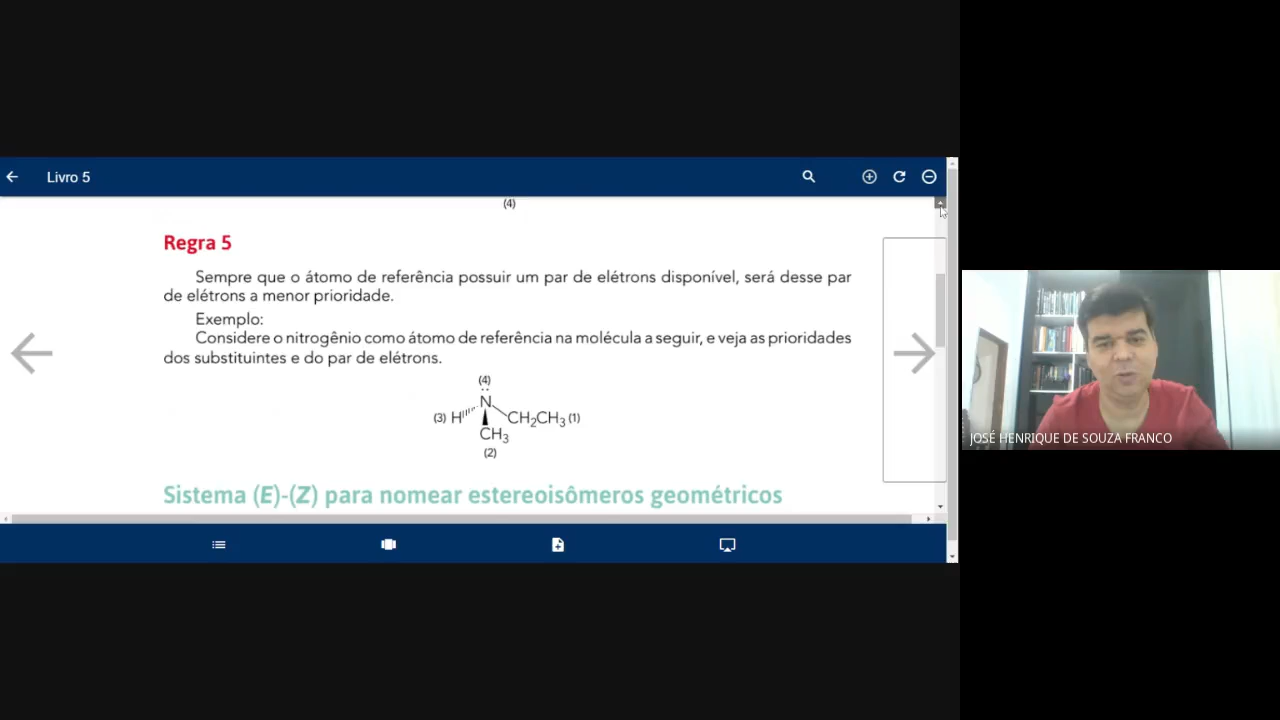 Livro 5
(4)
Regra 5
Sempre que o átomo de referência possuir um par de elétrons disponível, será desse par
de elétrons a menor prioridade.
Exemplo:
Considere o nitrogênio como átomo de referência na molécula a seguir, e veja as prioridades
dos substituintes e do par de elétrons.
(4)
N
(3) H CH₂CH₃ (1)
CH₃
(2)
Sistema (E)-(Z) para nomear estereoisômeros geométricos
JOSÉ HENRIQUE DE SOUZA FRANCO